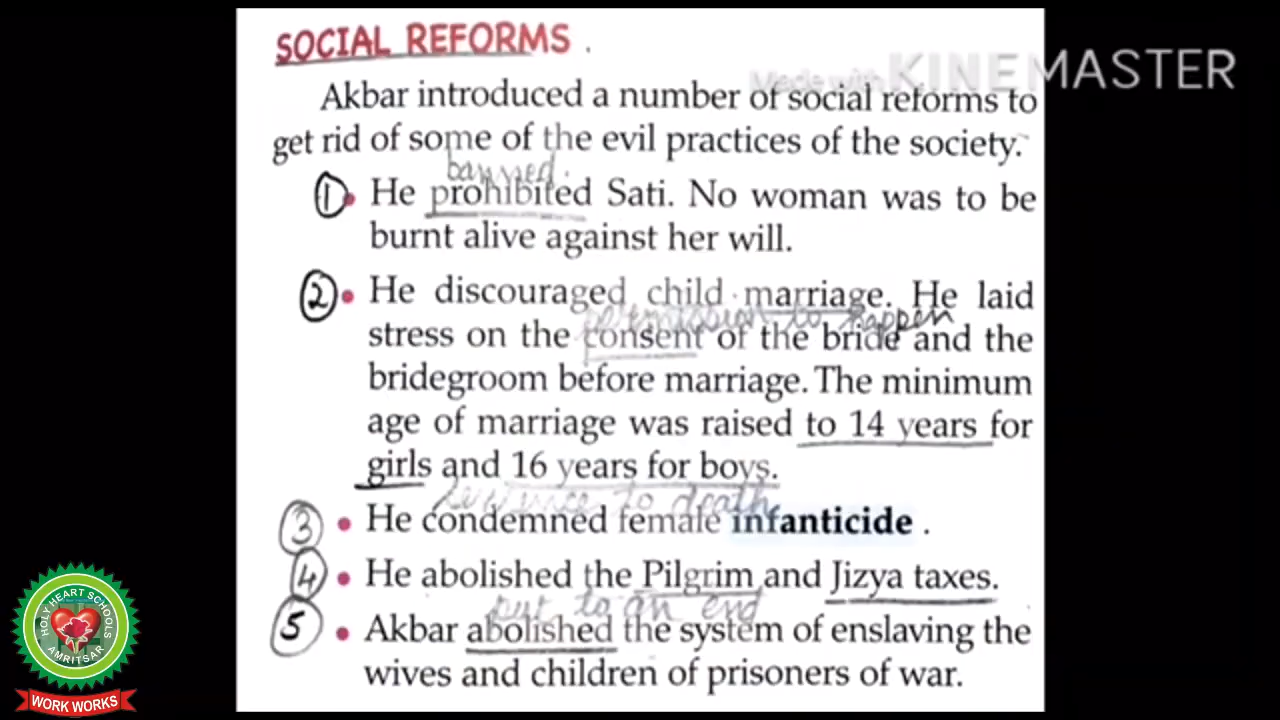 SOCIAL REFORMS .
Made with KINEMASTER
Akbar introduced a number of social reforms to
get rid of some of the evil practices of the society.
banned.
① • He prohibited Sati. No woman was to be
burnt alive against her will.
② • He discouraged child marriage. He laid
permission to happen
stress on the consent of the bride and the
bridegroom before marriage. The minimum
age of marriage was raised to 14 years for
girls and 16 years for boys.
sentence to death
③ • He condemned female infanticide .
④ • He abolished the Pilgrim and Jizya taxes.
put to an end
⑤ • Akbar abolished the system of enslaving the
wives and children of prisoners of war.
HOLY HEART SCHOOLS
AMRITSAR
WORK WORKS